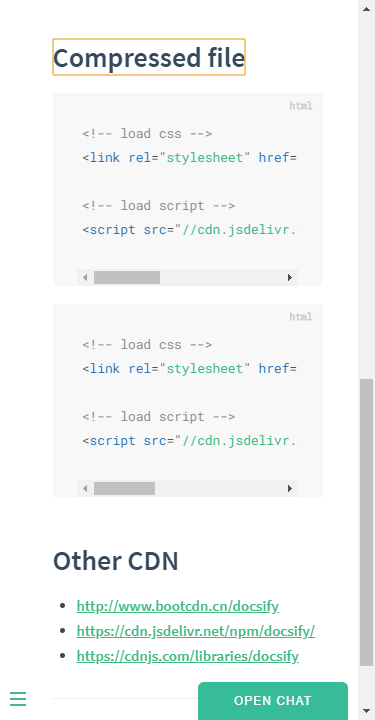 Compressed file
html
<!-- load css -->
<link rel="stylesheet" href=
<!-- load script -->
<script src="//cdn.jsdelivr.
html
<!-- load css -->
<link rel="stylesheet" href=
<!-- load script -->
<script src="//cdn.jsdelivr.
Other CDN
http://www.bootcdn.cn/docsify
https://cdn.jsdelivr.net/npm/docsify/
https://cdnjs.com/libraries/docsify
OPEN CHAT